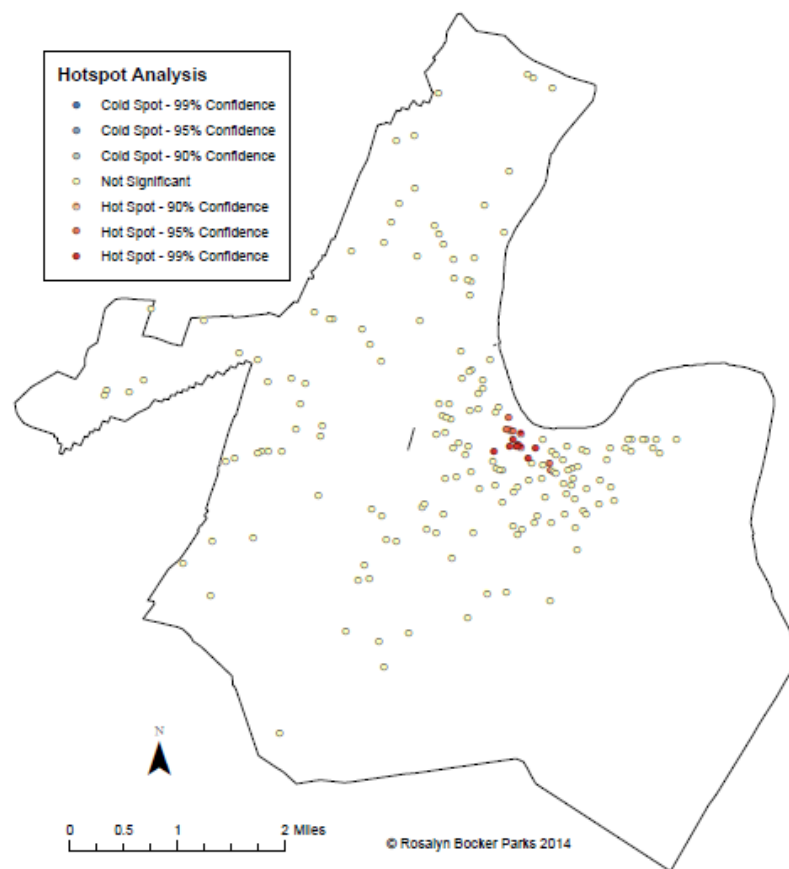 Hotspot Analysis
Cold Spot - 99% Confidence
Cold Spot - 95% Confidence
Cold Spot - 90% Confidence
Not Significant
Hot Spot - 90% Confidence
Hot Spot - 95% Confidence
Hot Spot - 99% Confidence
N
0 0.5 1 2 Miles
© Rosalyn Bocker Parks 2014